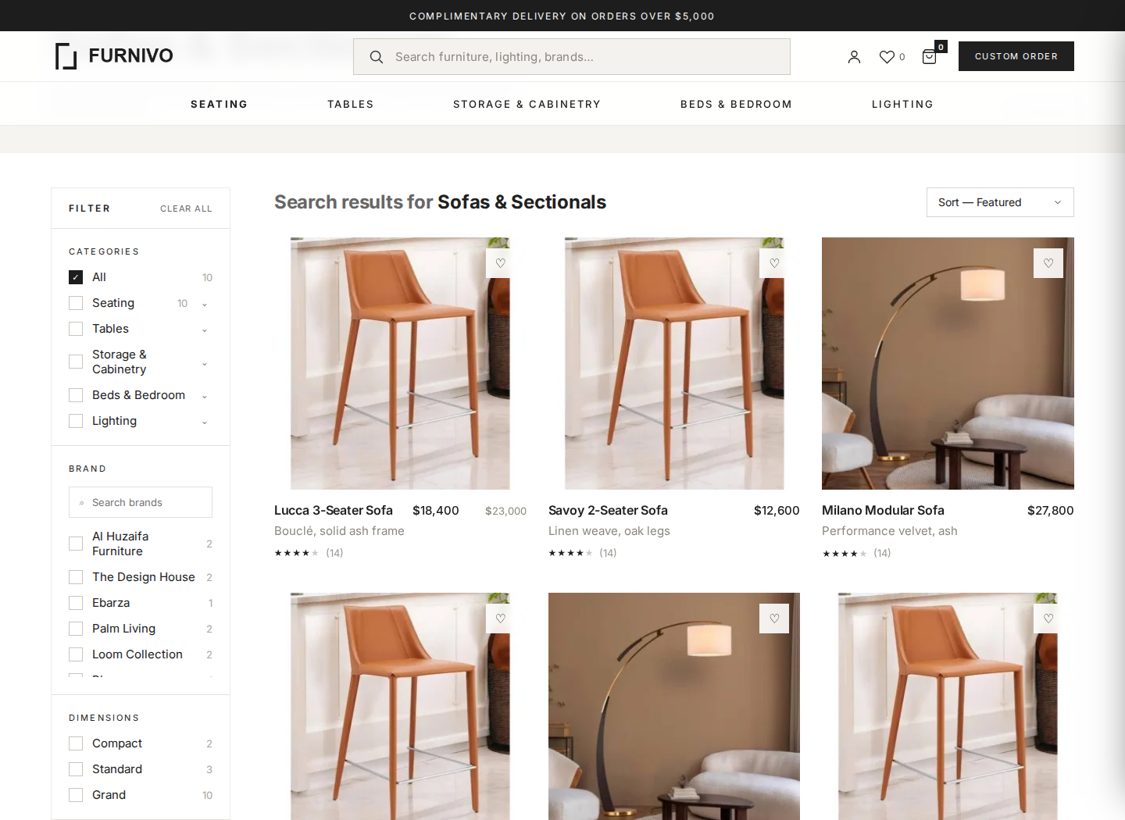 COMPLIMENTARY DELIVERY ON ORDERS OVER $5,000
FURNIVO
Search furniture, lighting, brands...
0
0
CUSTOM ORDER
SEATING
TABLES
STORAGE & CABINETRY
BEDS & BEDROOM
LIGHTING
FILTER
CLEAR ALL
CATEGORIES
All 10
Seating 10
Tables
Storage &
Cabinetry
Beds & Bedroom
Lighting
BRAND
Search brands
Al Huzaifa
Furniture 2
The Design House 2
Ebarza 1
Palm Living 2
Loom Collection 2
DIMENSIONS
Compact 2
Standard 3
Grand 10
Search results for Sofas & Sectionals
Sort — Featured
Lucca 3-Seater Sofa $18,400 $23,000
Bouclé, solid ash frame
★★★★★ (14)
Savoy 2-Seater Sofa $12,600
Linen weave, oak legs
★★★★★ (14)
Milano Modular Sofa $27,800
Performance velvet, ash
★★★★★ (14)